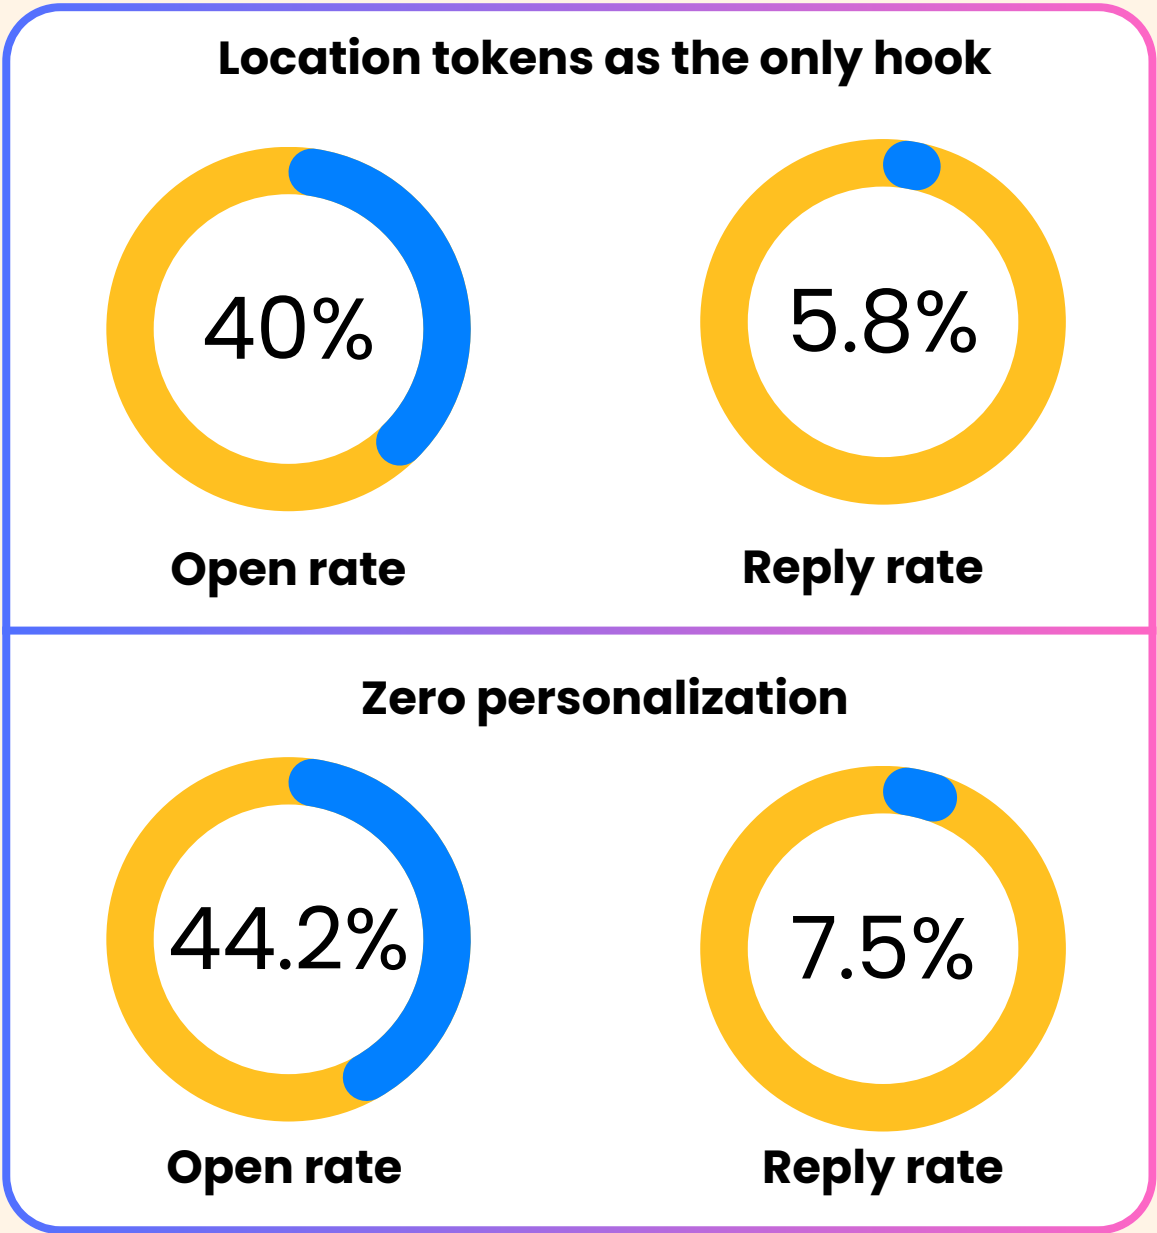 Location tokens as the only hook
40%
5.8%
Open rate
Reply rate
Zero personalization
44.2%
7.5%
Open rate
Reply rate